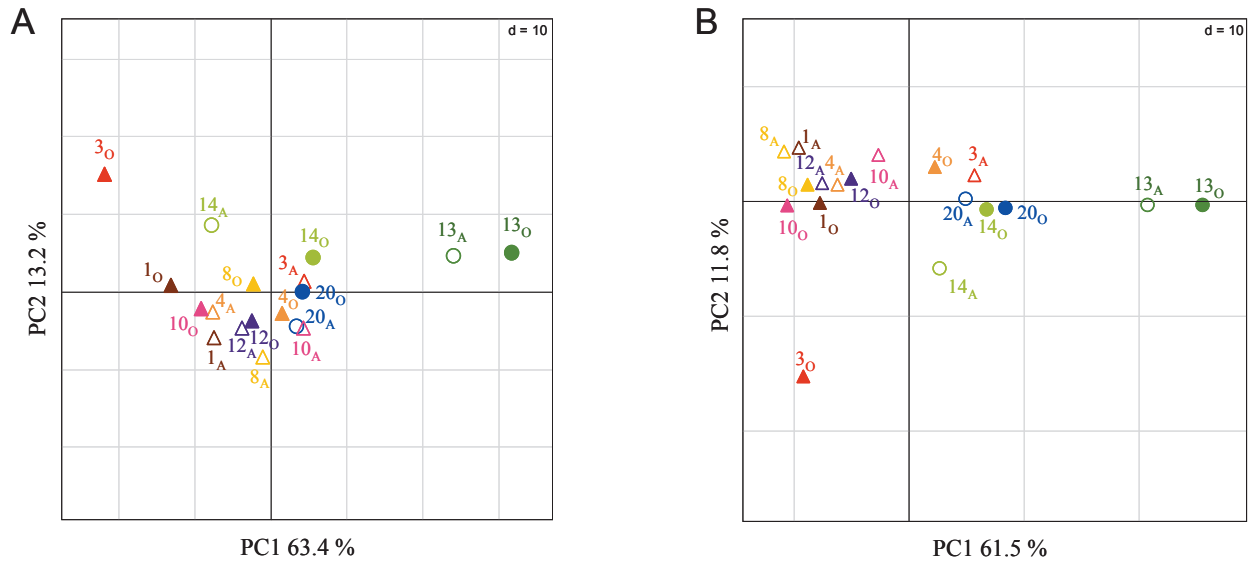 A
d = 10
3O
14A
14O
13A
13O
1O
8O
3A
20O
4A
4O
10O
20A
12A
12O
10A
1A
8A
PC2 13.2 %
PC1 63.4 %
B
d = 10
8A
1A
12A
4A
10A
4O
3A
13A
13O
8O
12O
10O
1O
20A
14O
20O
14A
3O
PC2 11.8 %
PC1 61.5 %